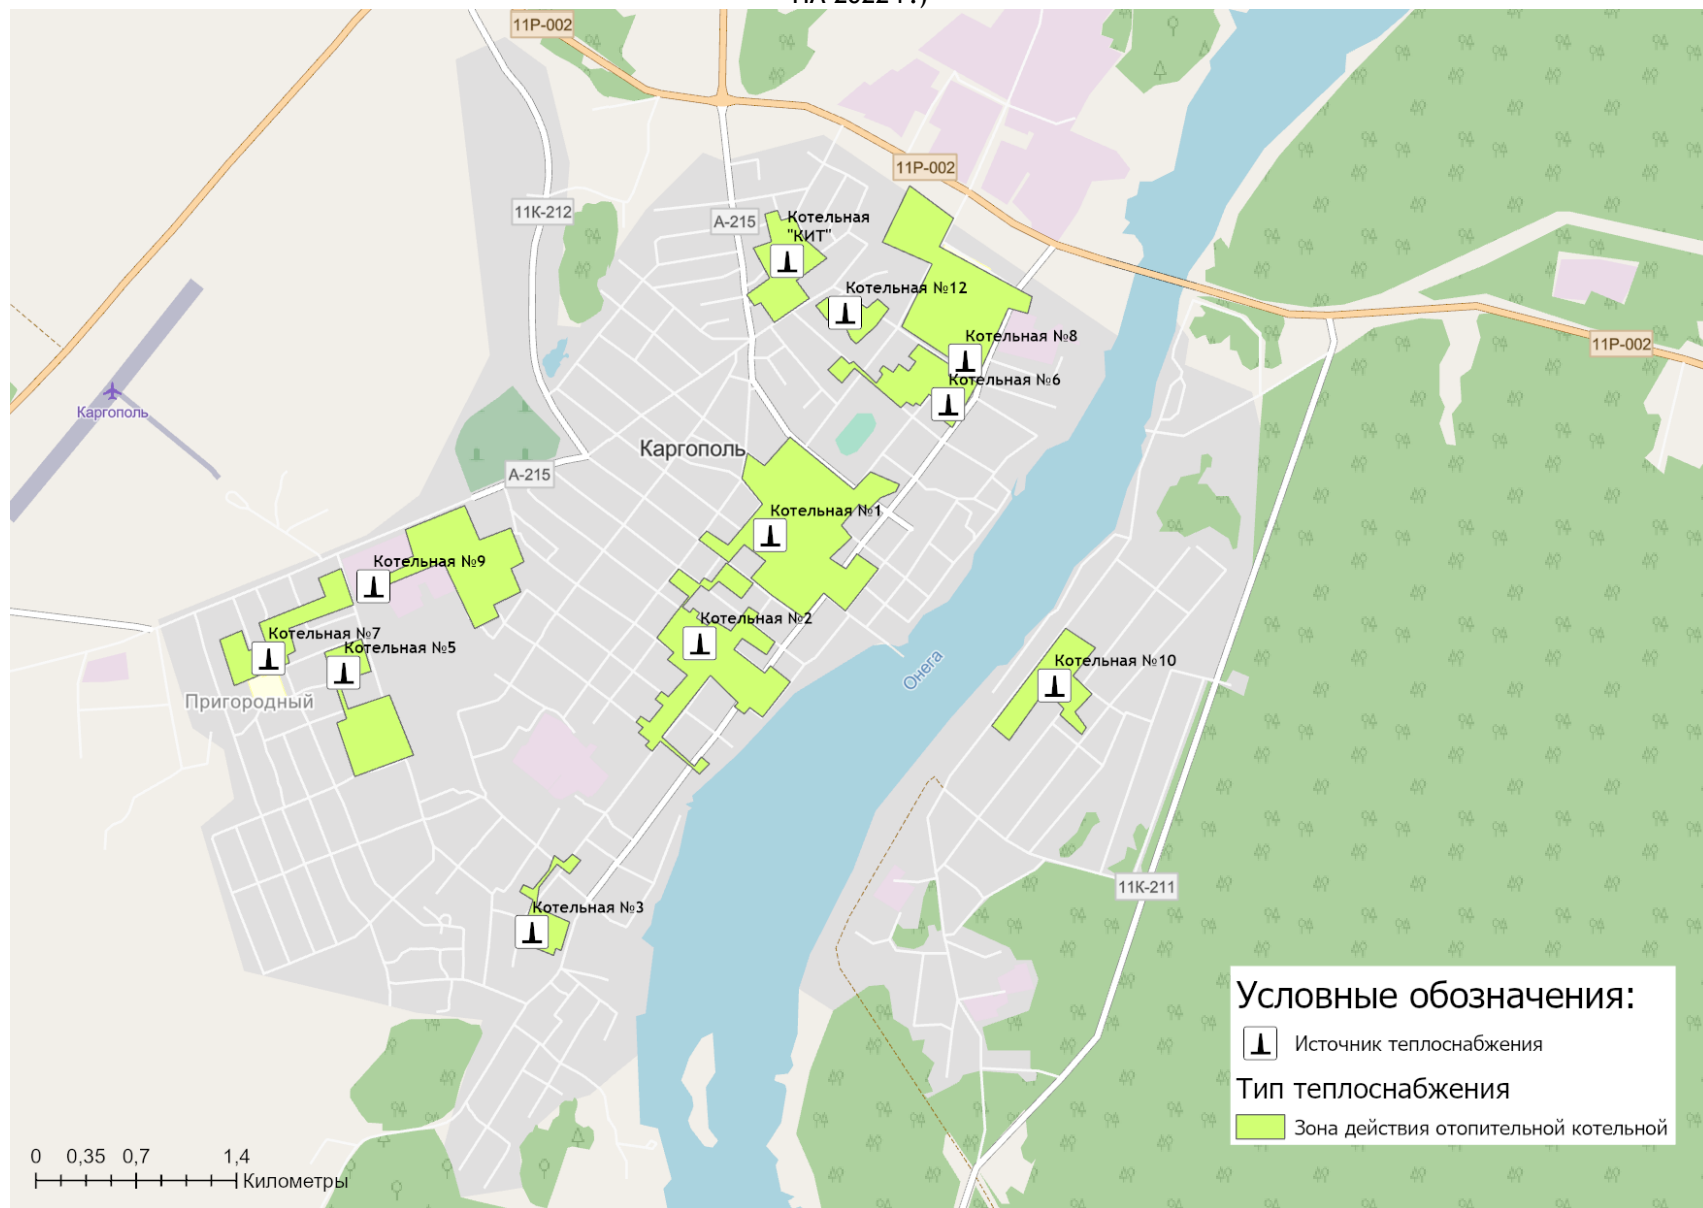 11Р-002
11Р-002
11К-212
А-215
Котельная
"КИТ"
Котельная №12
Котельная №8
11Р-002
Котельная №6
Каргополь
Каргополь
А-215
Котельная №1
Котельная №9
Котельная №2
Котельная №7
Котельная №5
Онега
Котельная №10
Пригородный
11К-211
Котельная №3
Условные обозначения:
Источник теплоснабжения
Тип теплоснабжения
Зона действия отопительной котельной
0 0,35 0,7 1,4
Километры